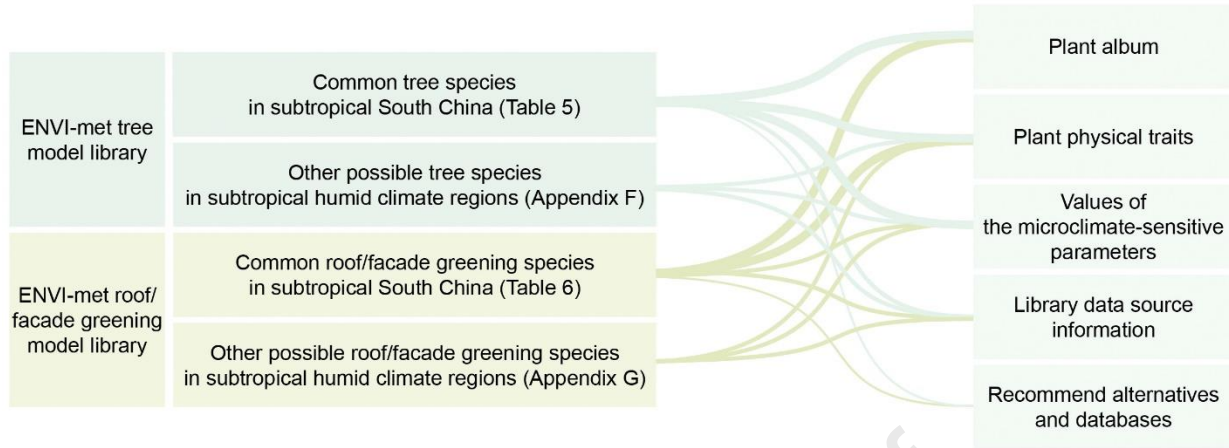 ENVI-met tree
model library
Common tree species
in subtropical South China (Table 5)
Other possible tree species
in subtropical humid climate regions (Appendix F)
ENVI-met roof/
facade greening
model library
Common roof/facade greening species
in subtropical South China (Table 6)
Other possible roof/facade greening species
in subtropical humid climate regions (Appendix G)
Plant album
Plant physical traits
Values of
the microclimate-sensitive
parameters
Library data source
information
Recommend alternatives
and databases